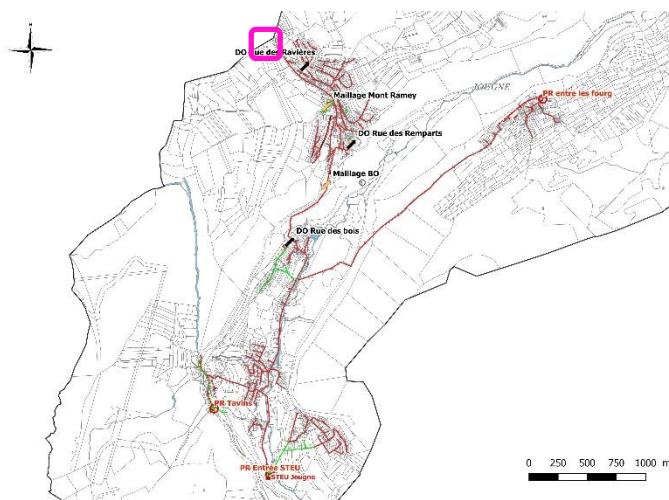 DO Rue des Ravières
Maillage Mont Ramey
JOUGNE
PR entre les fourg
DO Rue des Remparts
Maillage BO
DO Rue des bois
PR Tavins
PR Entrée STEU
STEU Jougne
0 250 500 750 1000 m